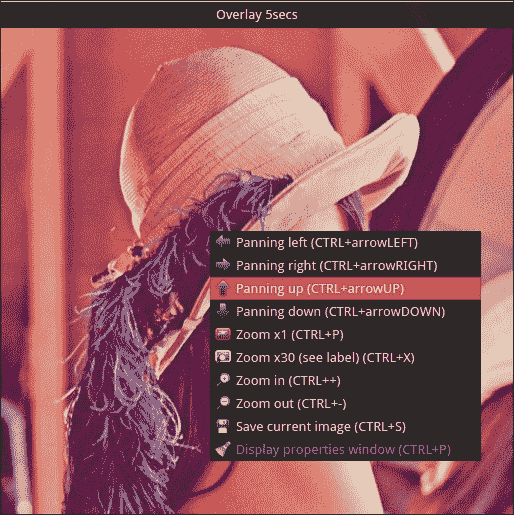 Overlay 5secs
Panning left (CTRL+arrowLEFT)
Panning right (CTRL+arrowRIGHT)
Panning up (CTRL+arrowUP)
Panning down (CTRL+arrowDOWN)
Zoom x1 (CTRL+P)
Zoom x30 (see label) (CTRL+X)
Zoom in (CTRL++)
Zoom out (CTRL+-)
Save current image (CTRL+S)
Display properties window (CTRL+P)